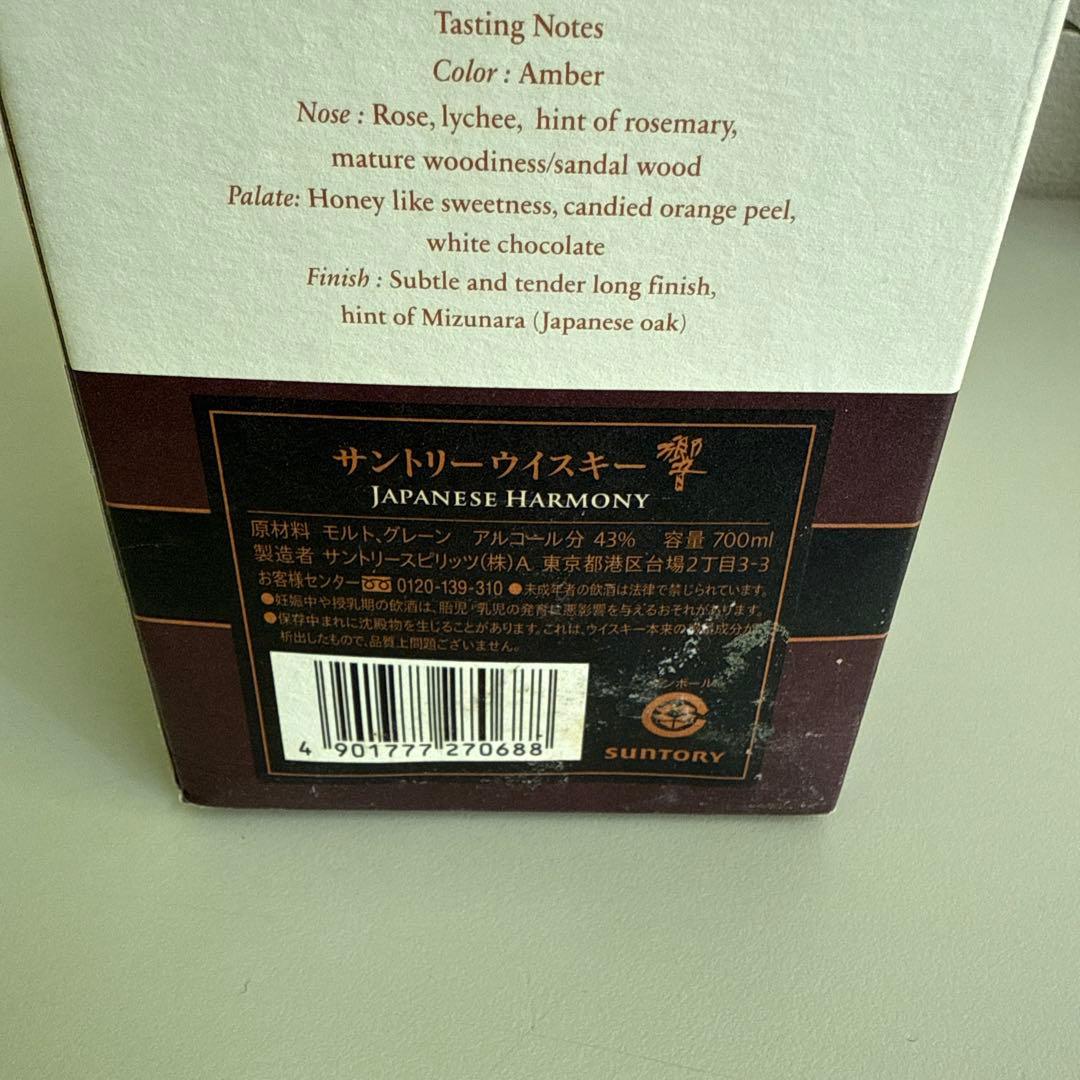 Tasting Notes
Color : Amber
Nose : Rose, lychee, hint of rosemary,
mature woodiness/sandal wood
Palate: Honey like sweetness, candied orange peel,
white chocolate
Finish : Subtle and tender long finish,
hint of Mizunara (Japanese oak)
サントリーウイスキー 響
JAPANESE HARMONY
原材料 モルト、グレーン アルコール分 43% 容量 700ml
製造者 サントリースピリッツ(株)A 東京都港区台場2丁目3-3
お客様センター 0120-139-310 ●未成年者の飲酒は法律で禁じられています。
●妊娠中や授乳期の飲酒は、胎児・乳児の発育に悪影響を与えるおそれがあります。
●保存中まれに沈殿物を生じることがあります。これは、ウイスキー本来の成分が
析出したもので、品質上問題ございません。
4 901777 270688
SUNTORY